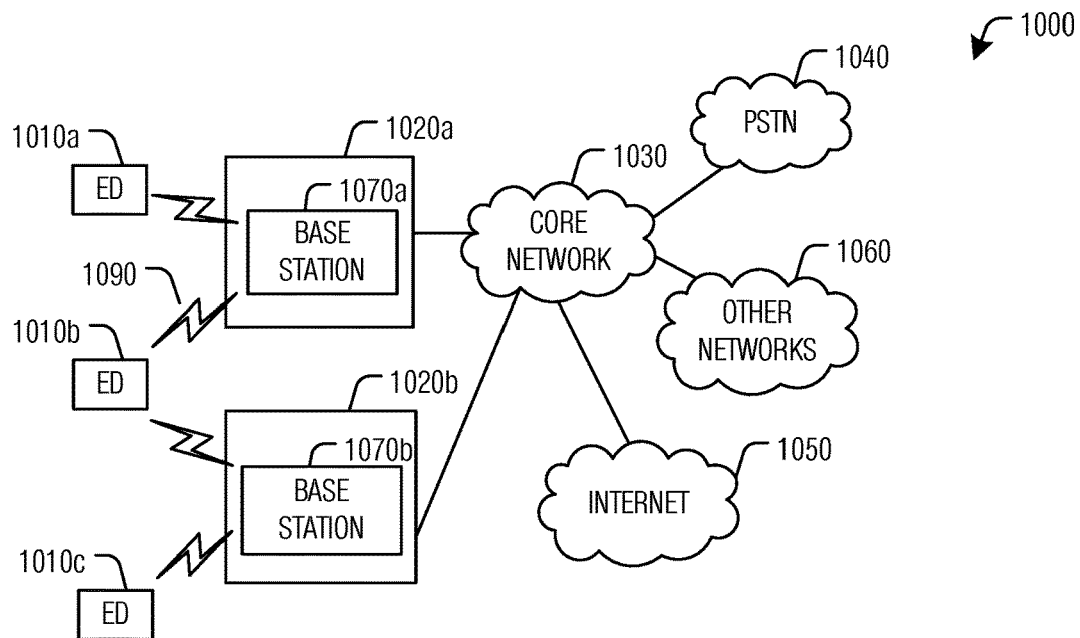 1000
1040
PSTN
1010a
1020a
1030
ED
1070a
CORE
NETWORK
BASE
STATION
1090
1060
OTHER
NETWORKS
1010b
ED
1020b
1070b
1050
BASE
STATION
INTERNET
1010c
ED